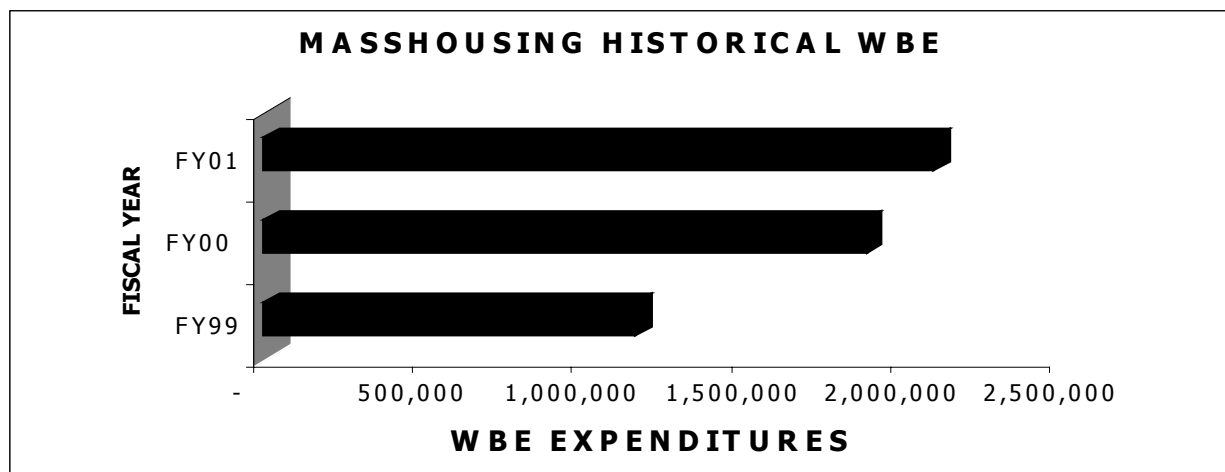 MASSHOUSING HISTORICAL WBE
FISCAL YEAR
FY01
FY00
FY99
- 500,000 1,000,000 1,500,000 2,000,000 2,500,000
WBE EXPENDITURES